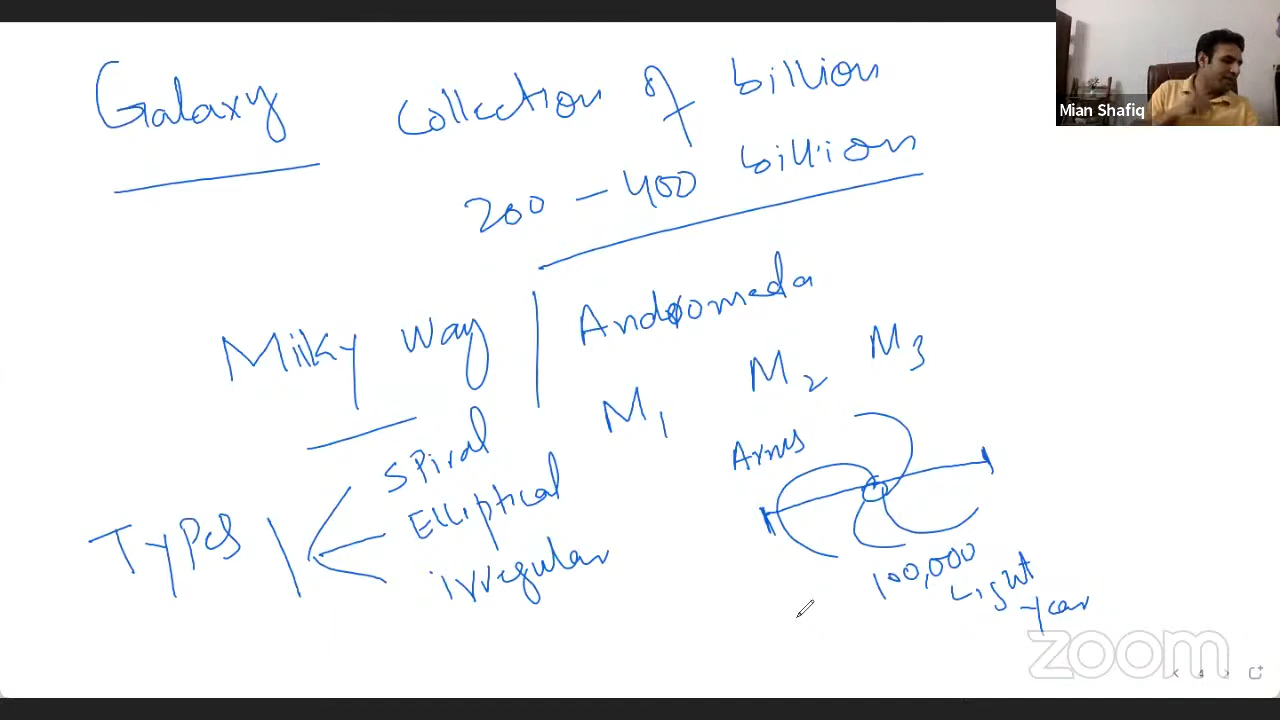 Galaxy collection of billion
200 - 400 billion
Milky way | Andromeda
M1 M2 M3
Types
Spiral
Elliptical
irregular
Arms
100,000
Light
year
Mian Shafiq
zoom
4